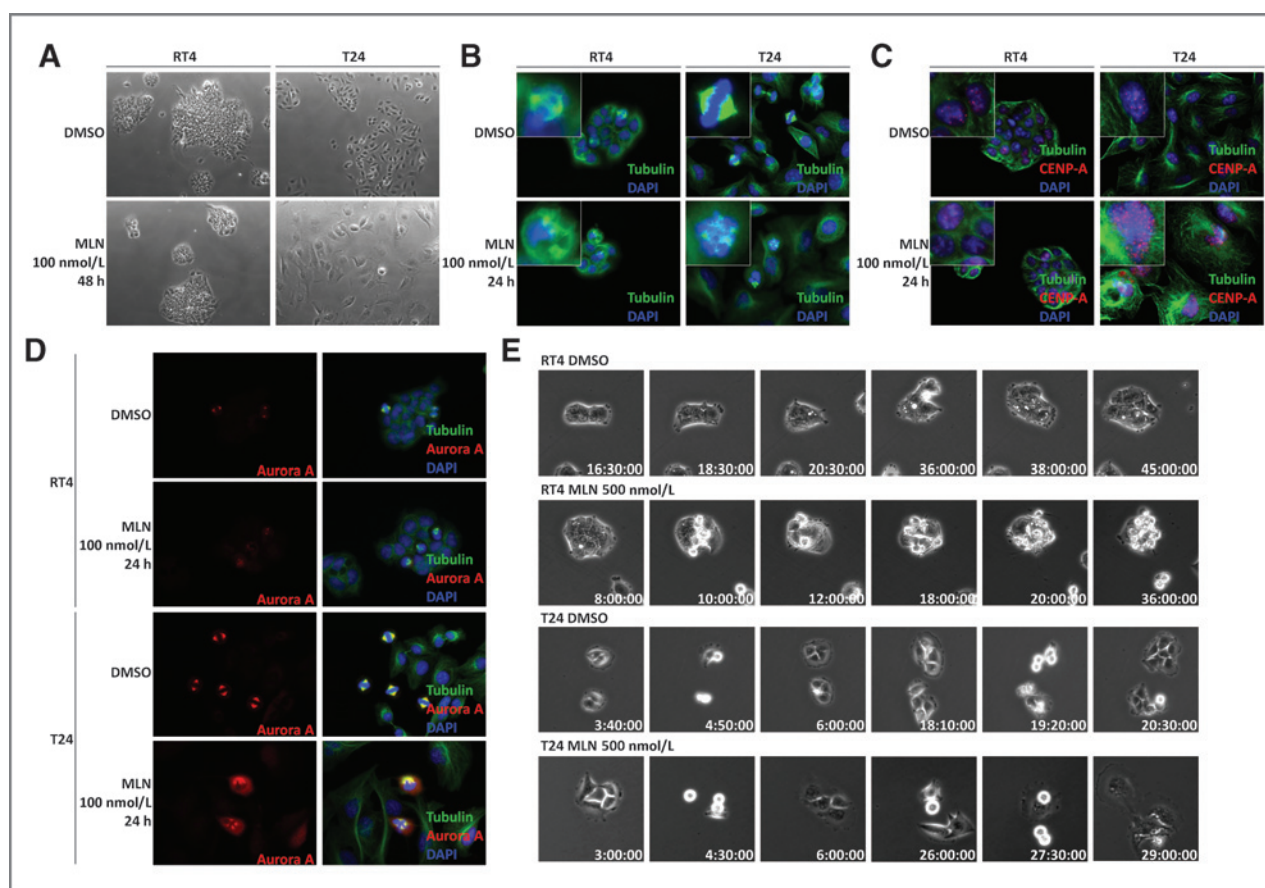 A
RT4
T24
DMSO
MLN
100 nmol/L
48 h
B
RT4
T24
DMSO
Tubulin
DAPI
Tubulin
DAPI
MLN
100 nmol/L
24 h
Tubulin
DAPI
Tubulin
DAPI
C
RT4
T24
DMSO
Tubulin
CENP-A
DAPI
Tubulin
CENP-A
DAPI
MLN
100 nmol/L
24 h
Tubulin
CENP-A
DAPI
Tubulin
CENP-A
DAPI
D
RT4
DMSO
Aurora A
Tubulin
Aurora A
DAPI
MLN
100 nmol/L
24 h
Aurora A
Tubulin
Aurora A
DAPI
T24
DMSO
Aurora A
Tubulin
Aurora A
DAPI
MLN
100 nmol/L
24 h
Aurora A
Tubulin
Aurora A
DAPI
E
RT4 DMSO
16:30:00 18:30:00 20:30:00 36:00:00 38:00:00 45:00:00
RT4 MLN 500 nmol/L
8:00:00 10:00:00 12:00:00 18:00:00 20:00:00 36:00:00
T24 DMSO
3:40:00 4:50:00 6:00:00 18:10:00 19:20:00 20:30:00
T24 MLN 500 nmol/L
3:00:00 4:30:00 6:00:00 26:00:00 27:30:00 29:00:00